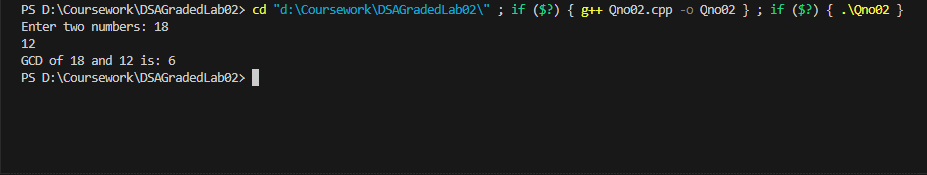 PS D:\Coursework\DSAGradedLab02> cd "d:\Coursework\DSAGradedLab02\" ; if ($?) { g++ Qno02.cpp -o Qno02 } ; if ($?) { .\Qno02 }
Enter two numbers: 18
12
GCD of 18 and 12 is: 6
PS D:\Coursework\DSAGradedLab02>